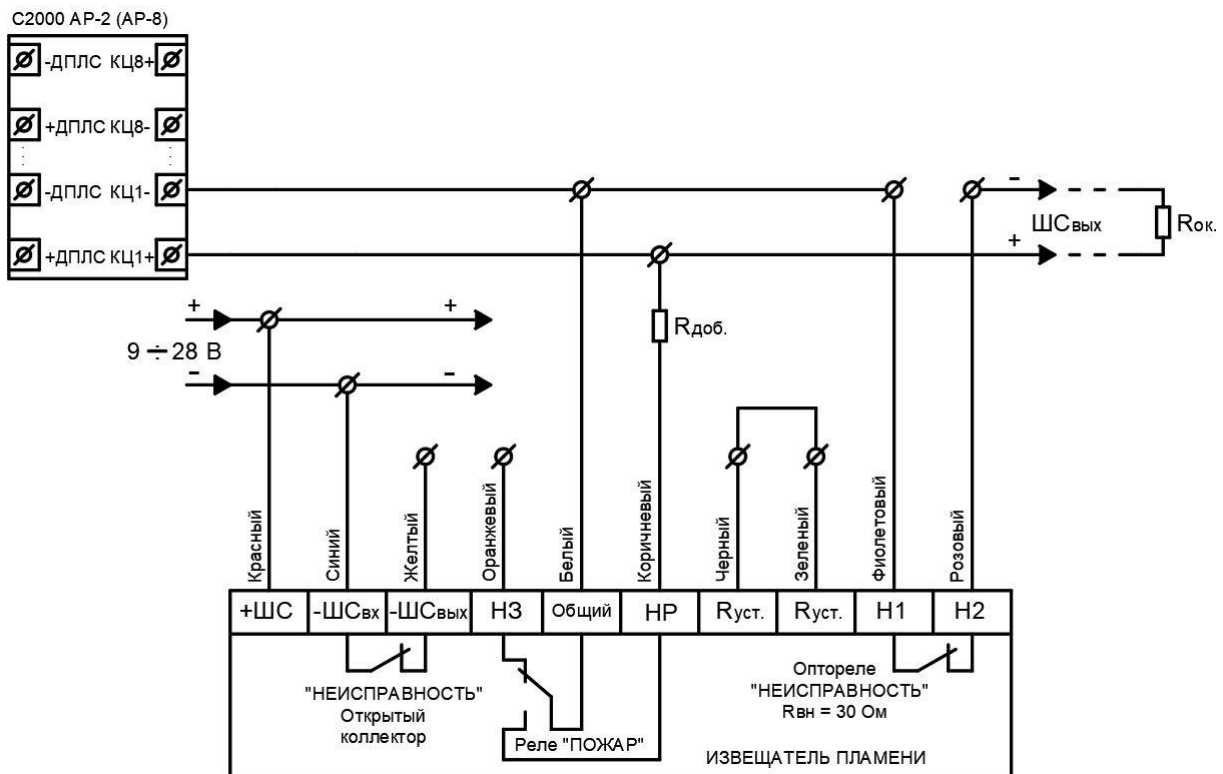 С2000 АР-2 (АР-8)
-ДПЛС КЦ8+
+ДПЛС КЦ8-
-ДПЛС КЦ1-
+ДПЛС КЦ1+
-
ШСвых
+
Rок.
+ +
9 ÷ 28 В
- -
Rдоб.
Красный
Синий
Желтый
Оранжевый
Белый
Коричневый
Черный
Зеленый
Фиолетовый
Розовый
+ШС -ШСвх -ШСвых НЗ Общий НР Rуст. Rуст. Н1 Н2
"НЕИСПРАВНОСТЬ"
Открытый
коллектор
Реле "ПОЖАР"
Оптореле
"НЕИСПРАВНОСТЬ"
Rвн = 30 Ом
ИЗВЕЩАТЕЛЬ ПЛАМЕНИ